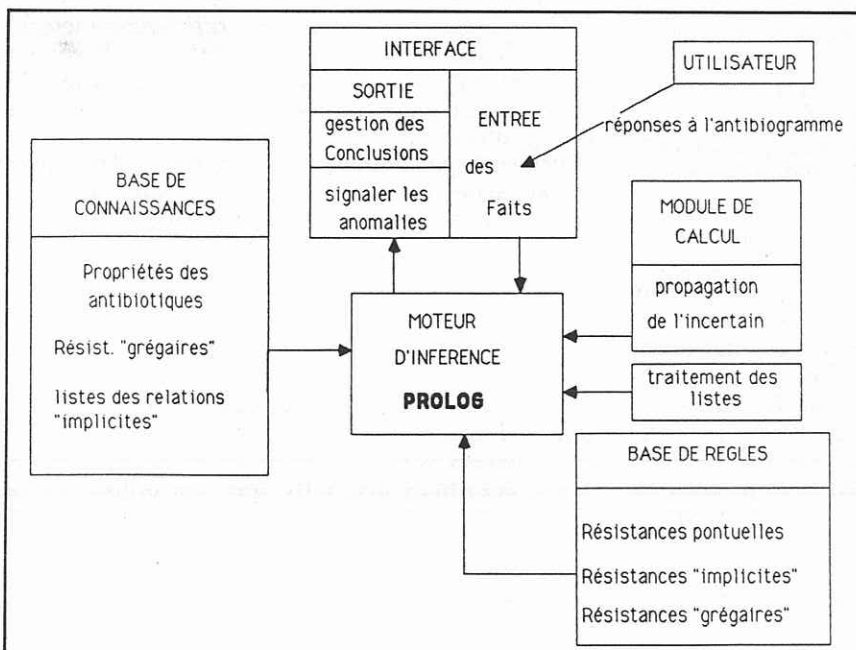 INTERFACE
SORTIE
gestion des
Conclusions
signaler les
anomalies
ENTREE
des
Faits
UTILISATEUR
réponses á l'antibiogramme
BASE DE
CONNAISSANCES
Propriétés des
antibiotiques
Résist. "grégaires"
listes des relations
"implicites"
MOTEUR
D'INFERENCE
PROLOG
MODULE DE
CALCUL
propagation
de l'incertain
traitement des
listes
BASE DE REGLES
Résistances pontuelles
Résistances "implicites"
Résistances "grégaires"